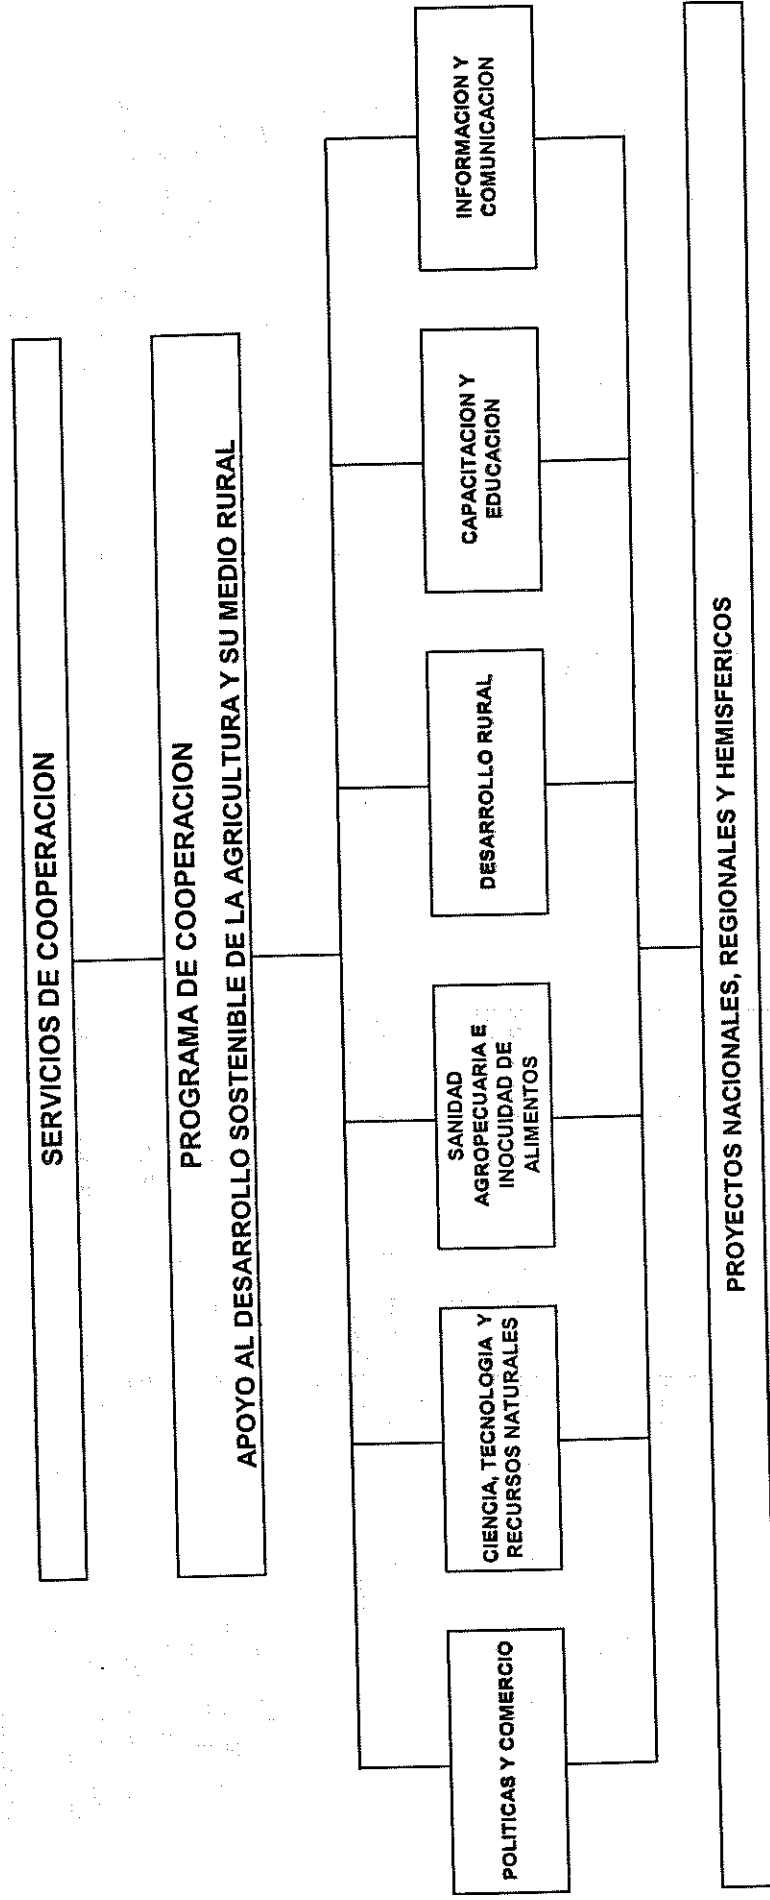 SERVICIOS DE COOPERACION
PROGRAMA DE COOPERACION
APOYO AL DESARROLLO SOSTENIBLE DE LA AGRICULTURA Y SU MEDIO RURAL
POLITICAS Y COMERCIO
CIENCIA, TECNOLOGIA Y
RECURSOS NATURALES
SANIDAD
AGROPECUARIA E
INOCUIDAD DE
ALIMENTOS
DESARROLLO RURAL
CAPACITACION Y
EDUCACION
INFORMACION Y
COMUNICACION
PROYECTOS NACIONALES, REGIONALES Y HEMISFERICOS